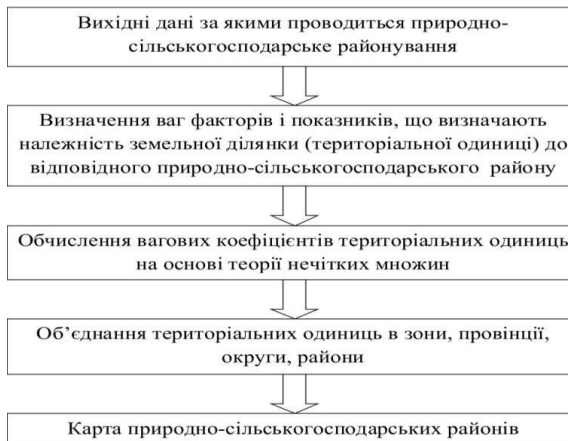 Вихідні дані за якими проводиться природно-
сільськогосподарське районування
Визначення ваг факторів і показників, що визначають
належність земельної ділянки (територіальної одиниці) до
відповідного природно-сільськогосподарського району
Обчислення вагових коефіцієнтів територіальних одиниць
на основі теорії нечітких множин
Об’єднання територіальних одиниць в зони, провінції,
округи, райони
Карта природно-сільськогосподарських районів